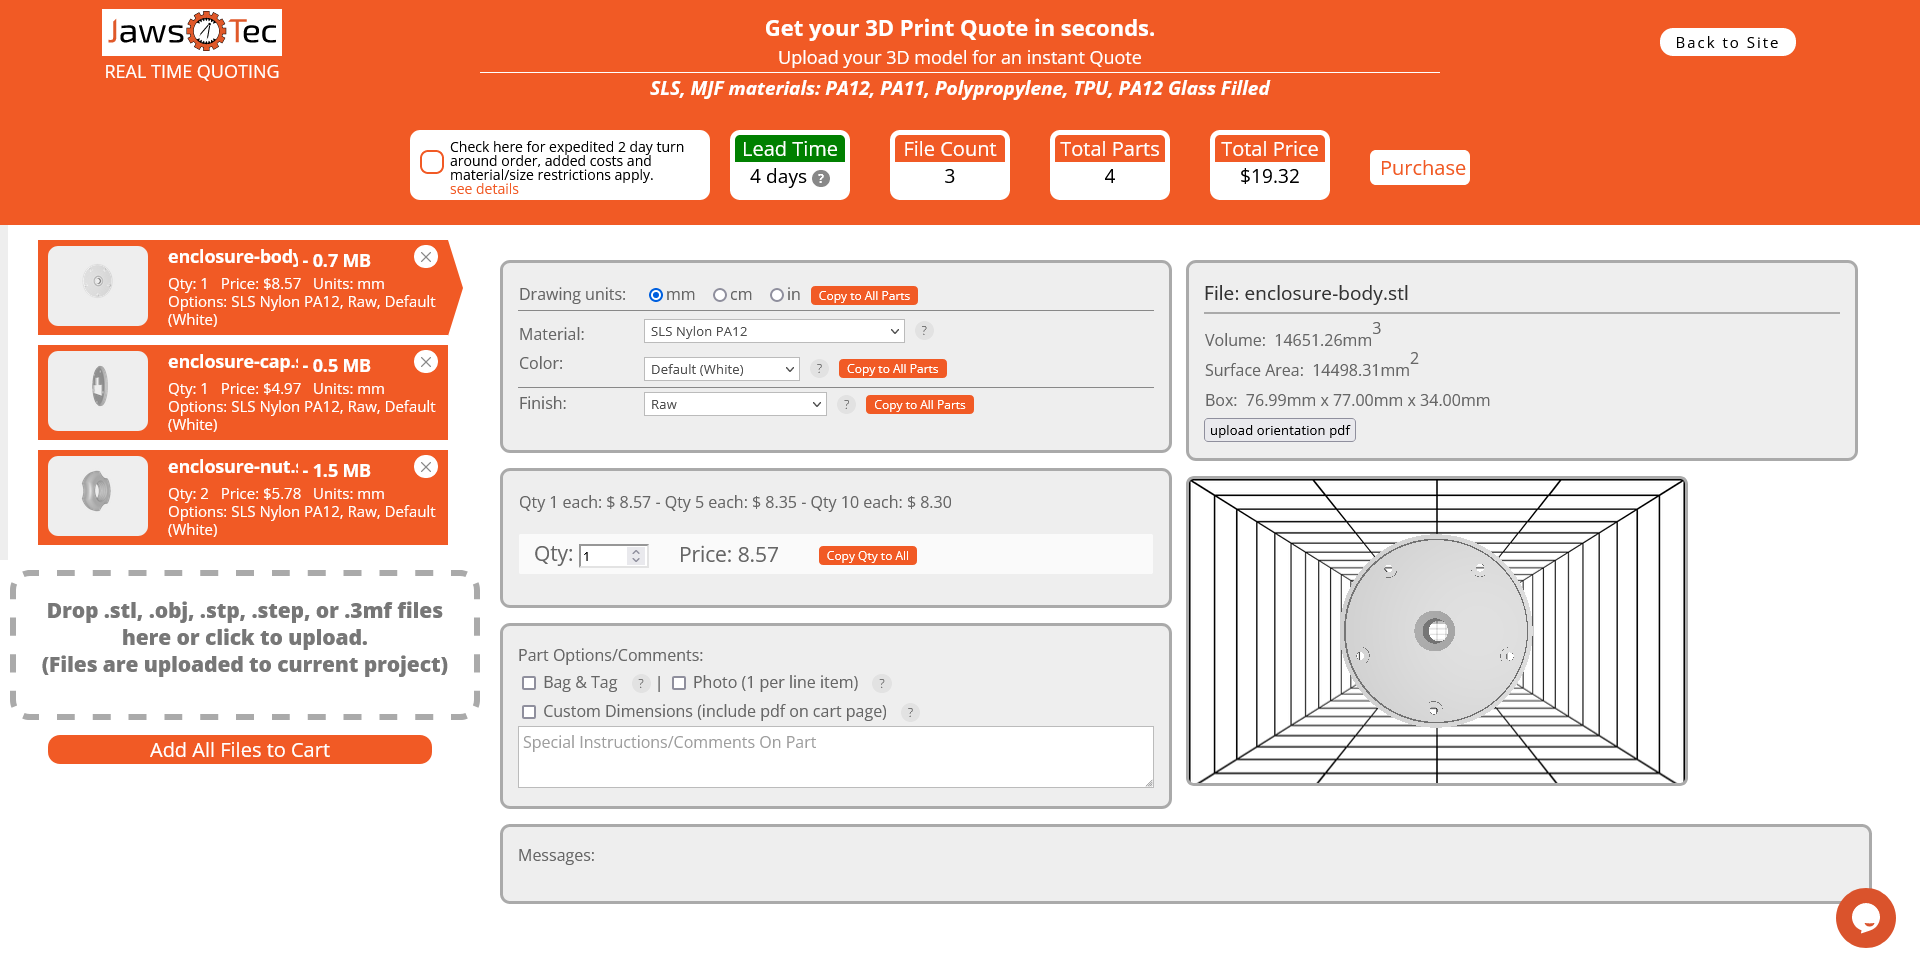 Jaws Tec
REAL TIME QUOTING
Get your 3D Print Quote in seconds.
Upload your 3D model for an instant Quote
SLS, MJF materials: PA12, PA11, Polypropylene, TPU, PA12 Glass Filled
Back to Site
Check here for expedited 2 day turn
around order, added costs and
material/size restrictions apply.
see details
Lead Time
4 days ?
File Count
3
Total Parts
4
Total Price
$19.32
Purchase
enclosure-body - 0.7 MB
Qty: 1 Price: $8.57 Units: mm
Options: SLS Nylon PA12, Raw, Default
(White)
enclosure-cap.s - 0.5 MB
Qty: 1 Price: $4.97 Units: mm
Options: SLS Nylon PA12, Raw, Default
(White)
enclosure-nut.s - 1.5 MB
Qty: 2 Price: $5.78 Units: mm
Options: SLS Nylon PA12, Raw, Default
(White)
Drop .stl, .obj, .stp, .step, or .3mf files
here or click to upload.
(Files are uploaded to current project)
Add All Files to Cart
Drawing units: mm cm in Copy to All Parts
Material: SLS Nylon PA12 ?
Color: Default (White) ? Copy to All Parts
Finish: Raw ? Copy to All Parts
Qty 1 each: $ 8.57 - Qty 5 each: $ 8.35 - Qty 10 each: $ 8.30
Qty: 1 Price: 8.57 Copy Qty to All
Part Options/Comments:
Bag & Tag ? | Photo (1 per line item) ?
Custom Dimensions (include pdf on cart page) ?
Special Instructions/Comments On Part
File: enclosure-body.stl
Volume: 14651.26mm3
Surface Area: 14498.31mm2
Box: 76.99mm x 77.00mm x 34.00mm
upload orientation pdf
Messages: